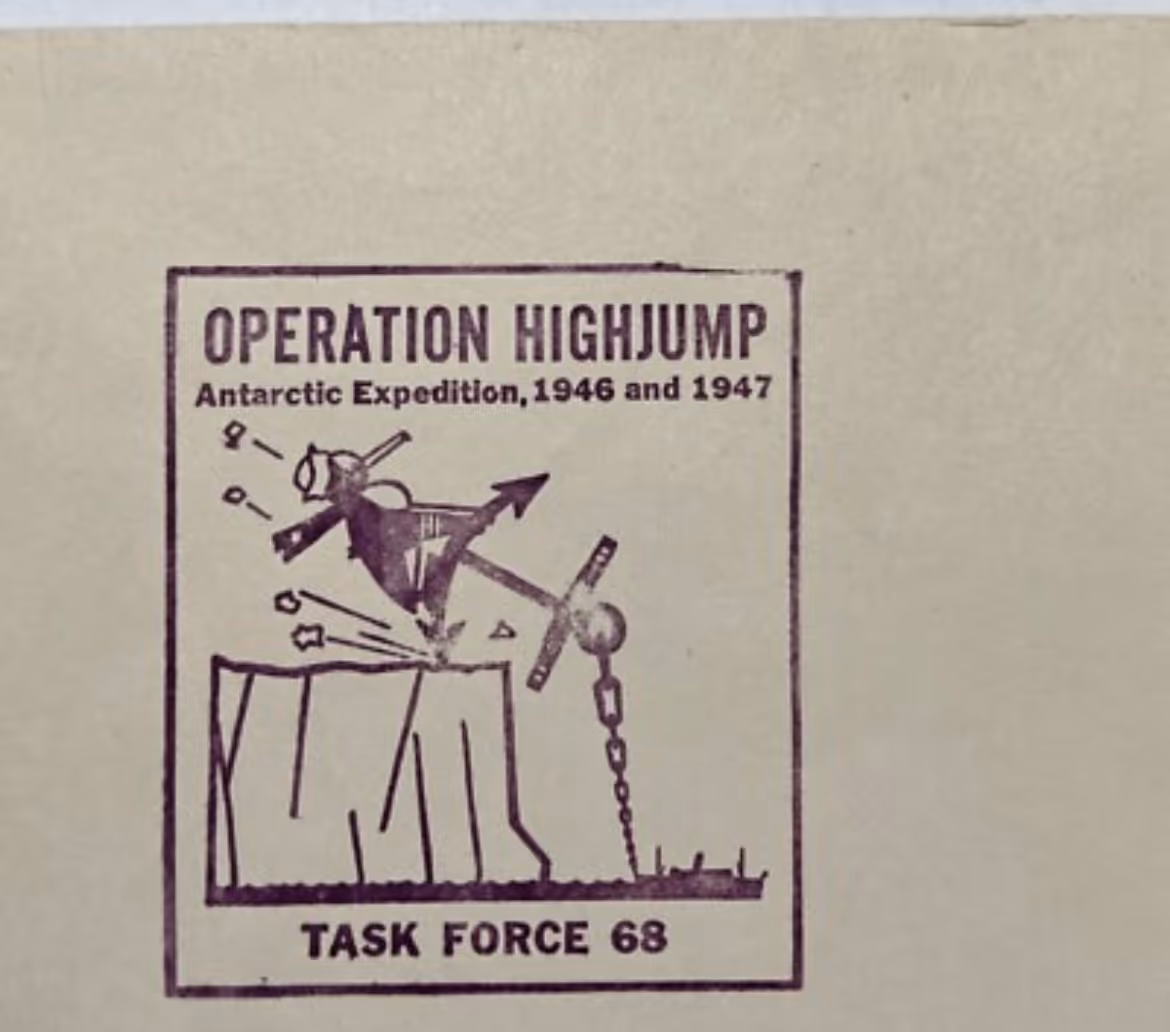 OPERATION HIGHJUMP
Antarctic Expedition, 1946 and 1947
TASK FORCE 68